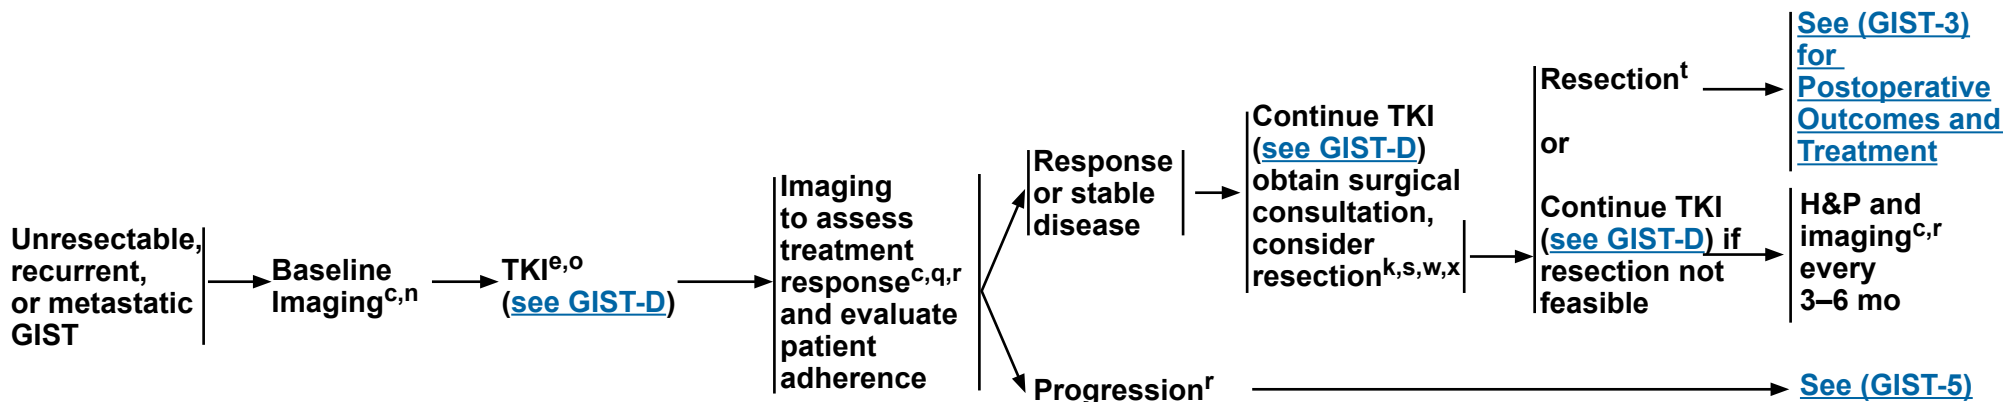 Unresectable,
recurrent,
or metastatic
GIST
Baseline
Imagingc,n
TKIe,o
(see GIST-D)
Imaging
to assess
treatment
responsec,q,r
and evaluate
patient
adherence
Response
or stable
disease
Continue TKI
(see GIST-D)
obtain surgical
consultation,
consider
resectionk,s,w,x
Resectiont
or
Continue TKI
(see GIST-D) if
resection not
feasible
See (GIST-3)
for
Postoperative
Outcomes and
Treatment
H&P and
imagingc,r
every
3–6 mo
Progressionr
See (GIST-5)